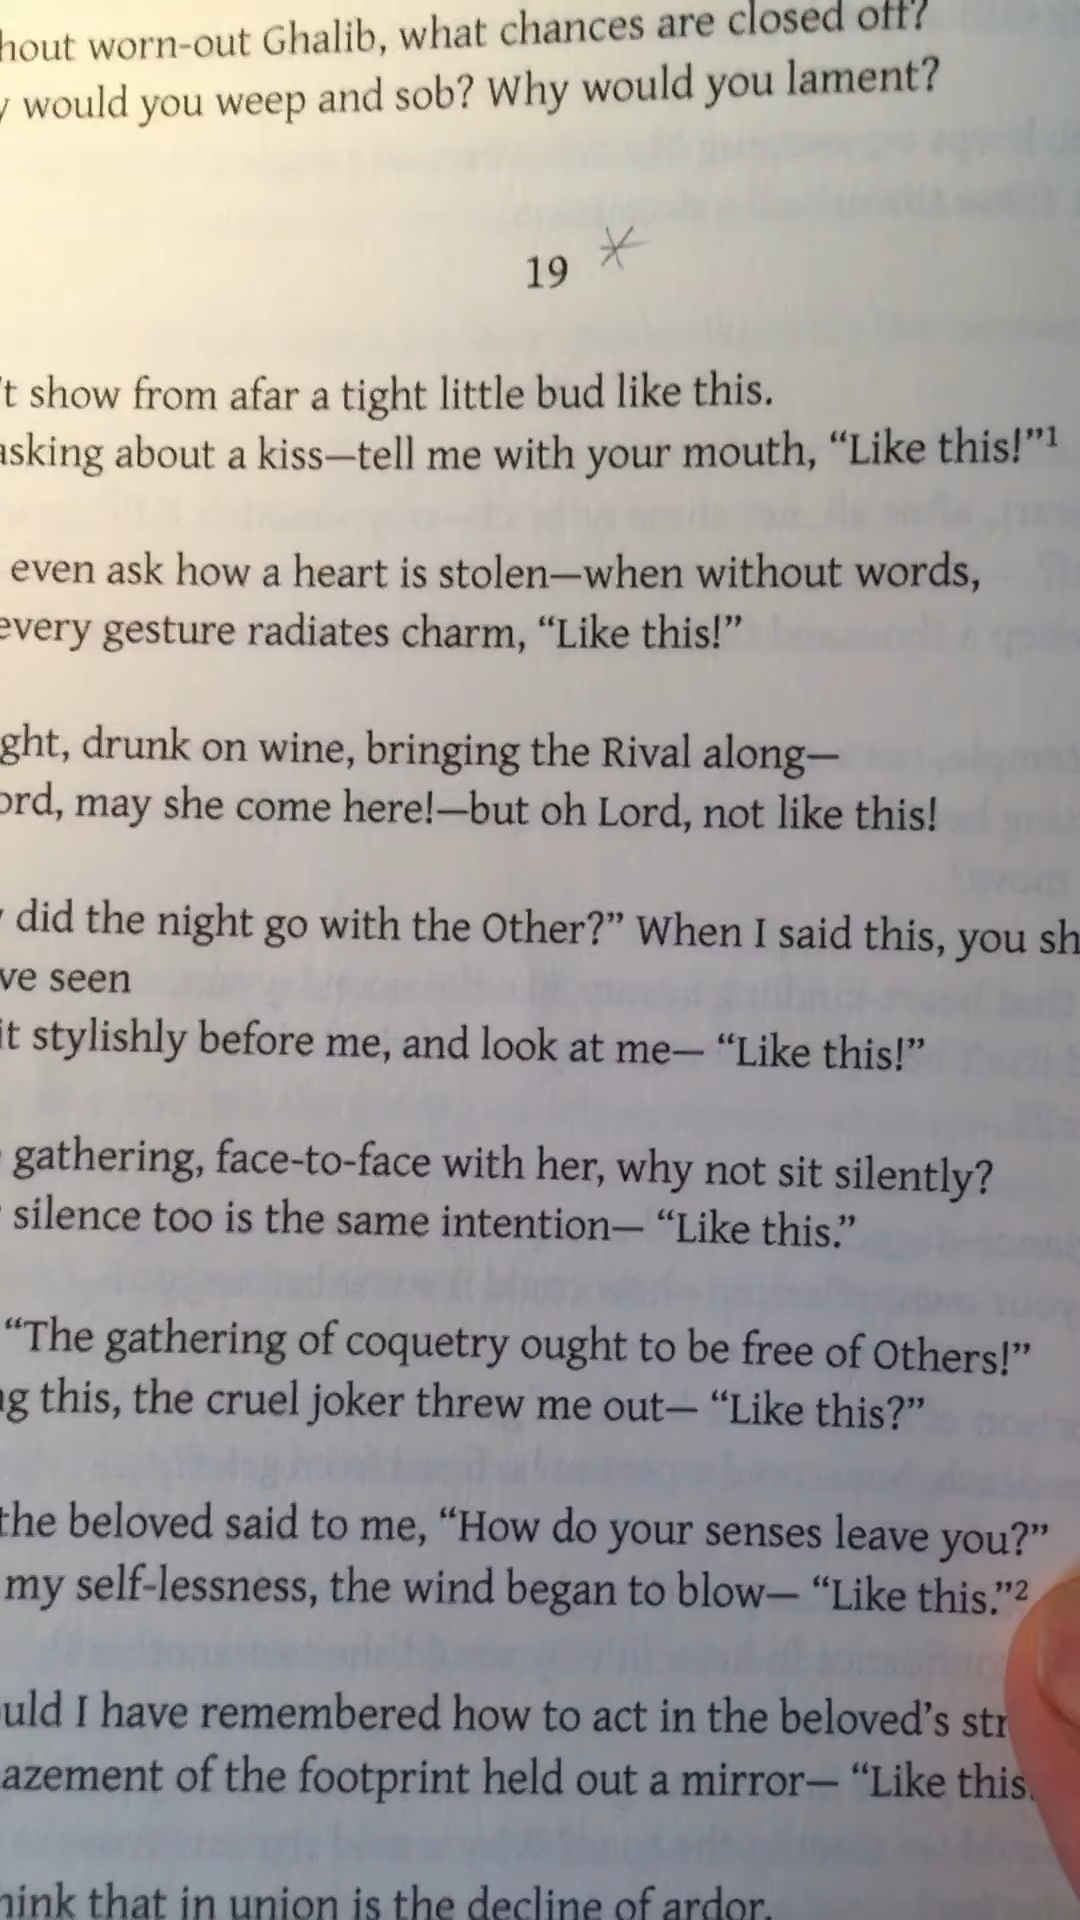 hout worn-out Ghalib, what chances are closed off?
y would you weep and sob? Why would you lament?
19
't show from afar a tight little bud like this.
asking about a kiss—tell me with your mouth, “Like this!”1
even ask how a heart is stolen—when without words,
every gesture radiates charm, “Like this!”
ght, drunk on wine, bringing the Rival along—
ord, may she come here!—but oh Lord, not like this!
did the night go with the Other?” When I said this, you sh
ve seen
it stylishly before me, and look at me— “Like this!”
gathering, face-to-face with her, why not sit silently?
silence too is the same intention— “Like this.”
“The gathering of coquetry ought to be free of Others!”
ng this, the cruel joker threw me out— “Like this?”
the beloved said to me, “How do your senses leave you?”
my self-lessness, the wind began to blow— “Like this.”2
uld I have remembered how to act in the beloved's str
azement of the footprint held out a mirror— “Like this.
hink that in union is the decline of ardor,